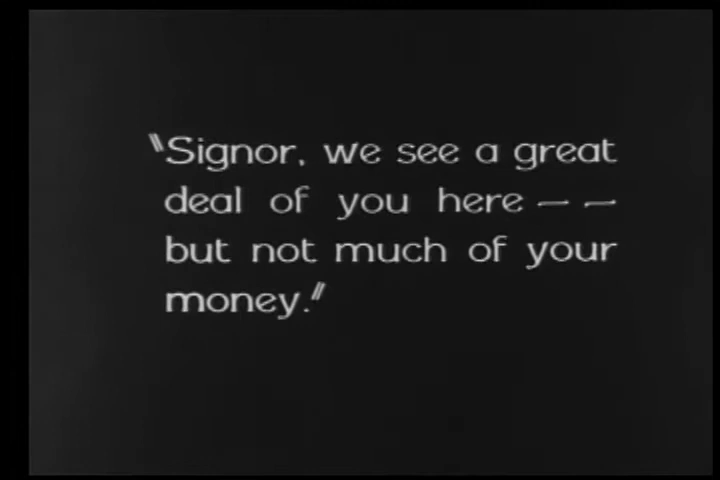 "Signor, we see a great
deal of you here — —
but not much of your
money."